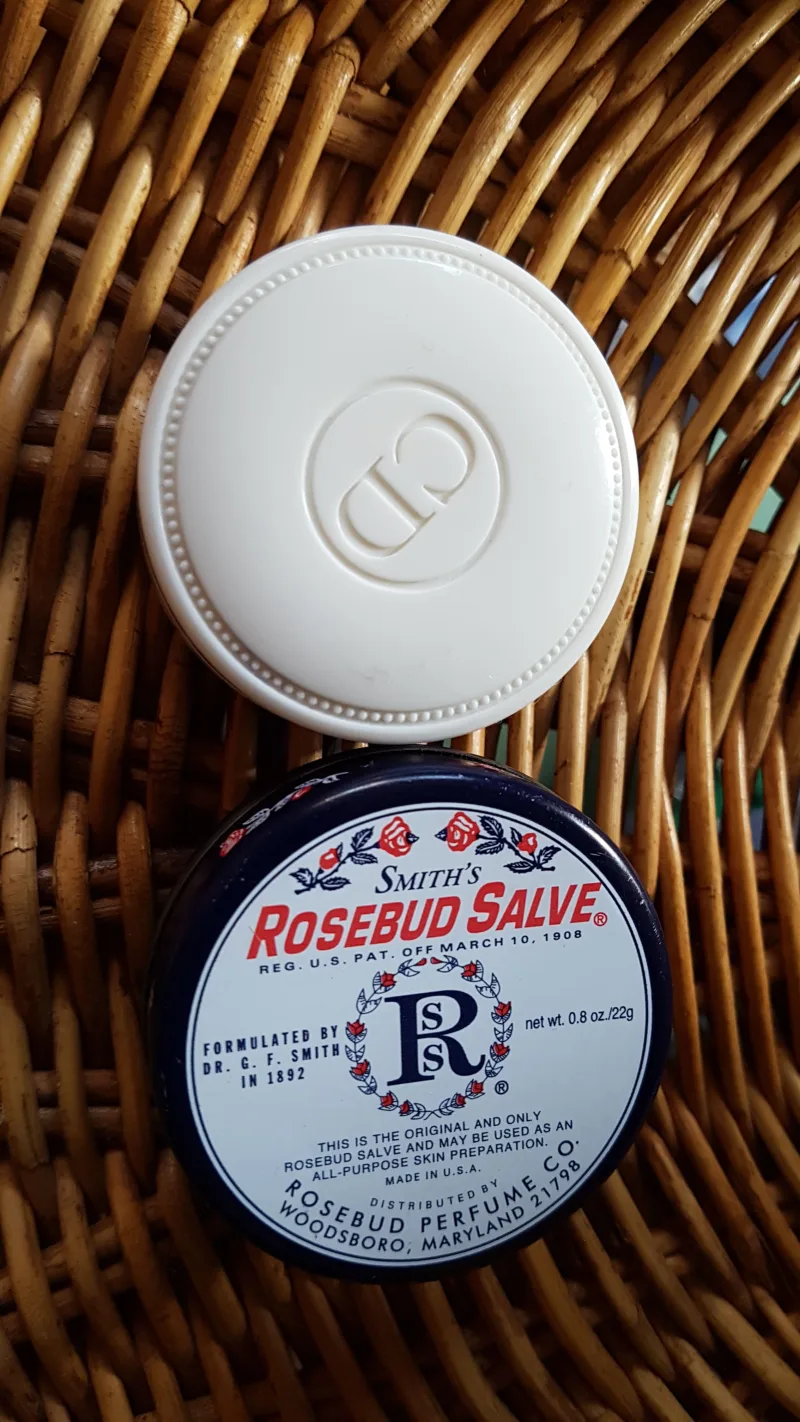 CD
SMITH'S
ROSEBUD SALVE®
REG. U.S. PAT. OFF MARCH 10, 1908
FORMULATED BY
DR. G. F. SMITH
IN 1892
RSS®
net wt. 0.8 oz./22g
THIS IS THE ORIGINAL AND ONLY
ROSEBUD SALVE AND MAY BE USED AS AN
ALL-PURPOSE SKIN PREPARATION.
MADE IN U.S.A.
DISTRIBUTED BY
ROSEBUD PERFUME CO.
WOODSBORO, MARYLAND 21798